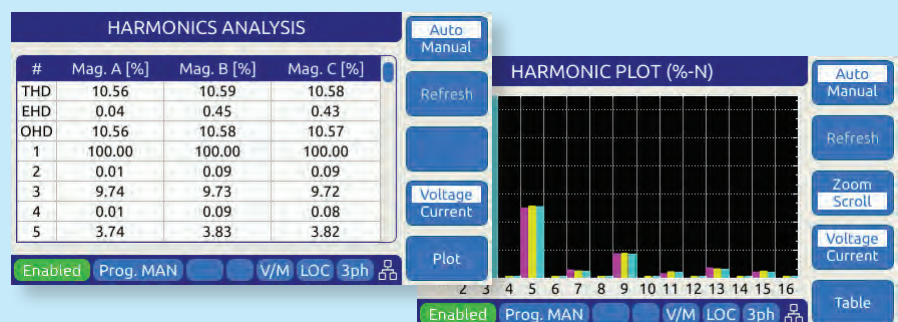 HARMONICS ANALYSIS
# Mag. A [%] Mag. B [%] Mag. C [%]
THD 10.56 10.59 10.58
EHD 0.04 0.45 0.43
OHD 10.56 10.58 10.57
1 100.00 100.00 100.00
2 0.01 0.09 0.09
3 9.74 9.73 9.72
4 0.01 0.09 0.08
5 3.74 3.83 3.82
Auto
Manual
Refresh
Voltage
Current
Plot
Enabled Prog. MAN V/M LOC 3ph
HARMONIC PLOT (%-N)
Auto
Manual
Refresh
Zoom
Scroll
Voltage
Current
Table
2 3 4 5 6 7 8 9 10 11 12 13 14 15 16
Enabled Prog. MAN V/M LOC 3ph